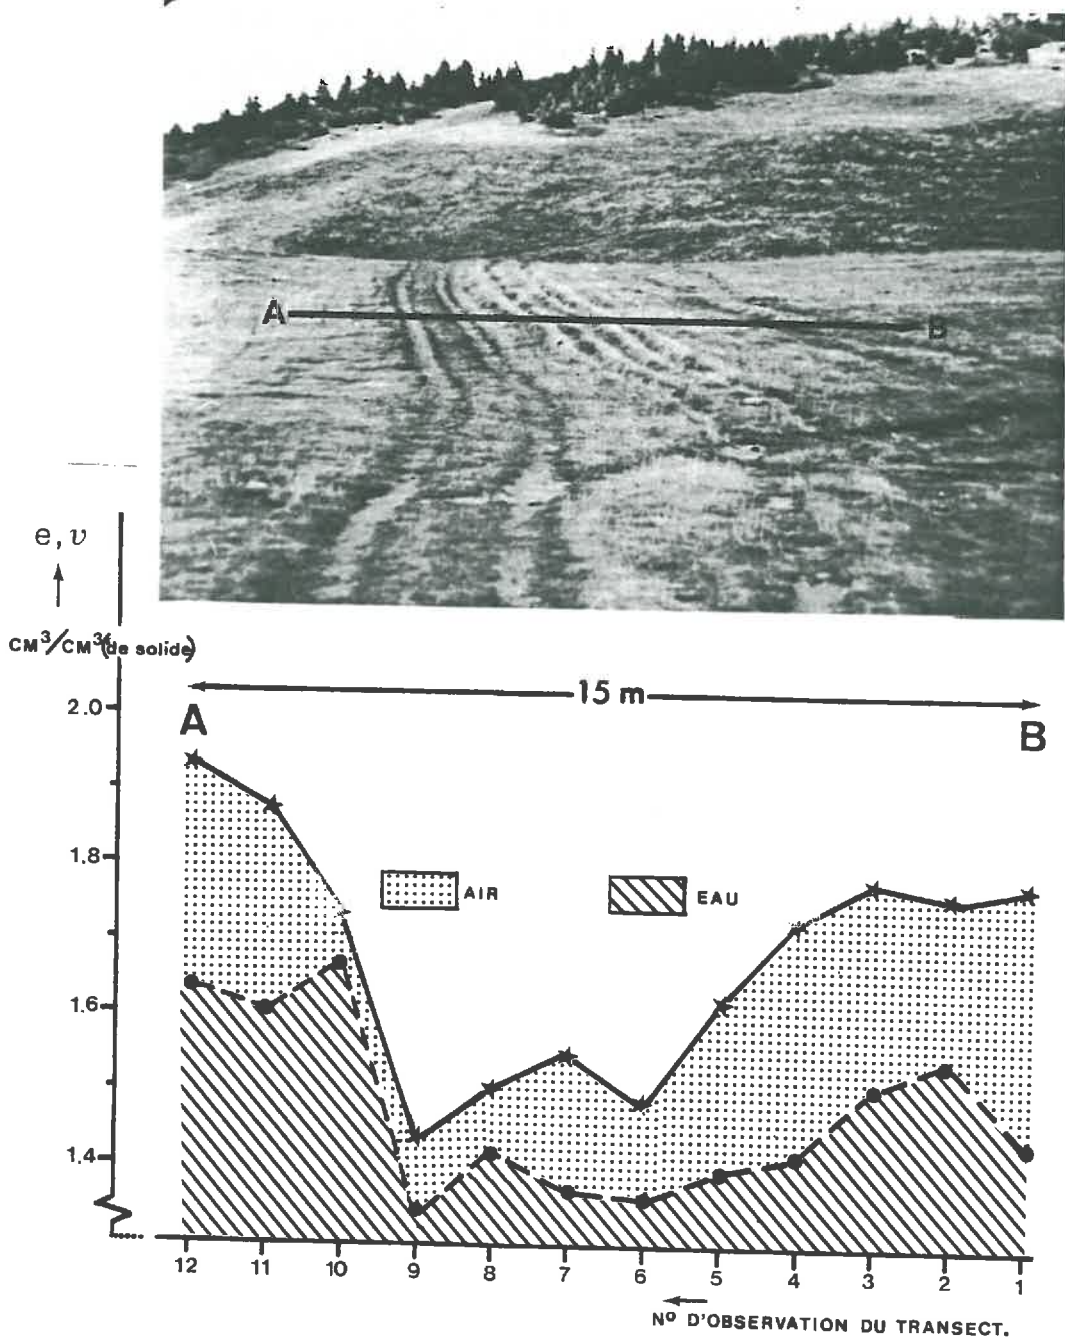 A
B
e, ν
CM³/CM³(de solide)
15 m
2.0
A
B
1.8
AIR
EAU
1.6
1.4
12 11 10 9 8 7 6 5 4 3 2 1
N° D'OBSERVATION DU TRANSECT.